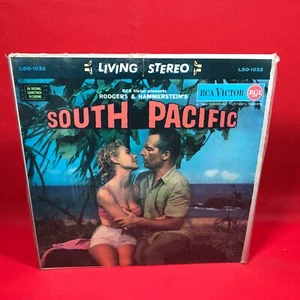 LSO-1032
LIVING STEREO
LSO-1032
AN ORIGINAL
SOUNDTRACK
RECORDING
RCA Victor presents
RODGERS & HAMMERSTEIN'S
RCA VICTOR
RCA
SOUTH PACIFIC